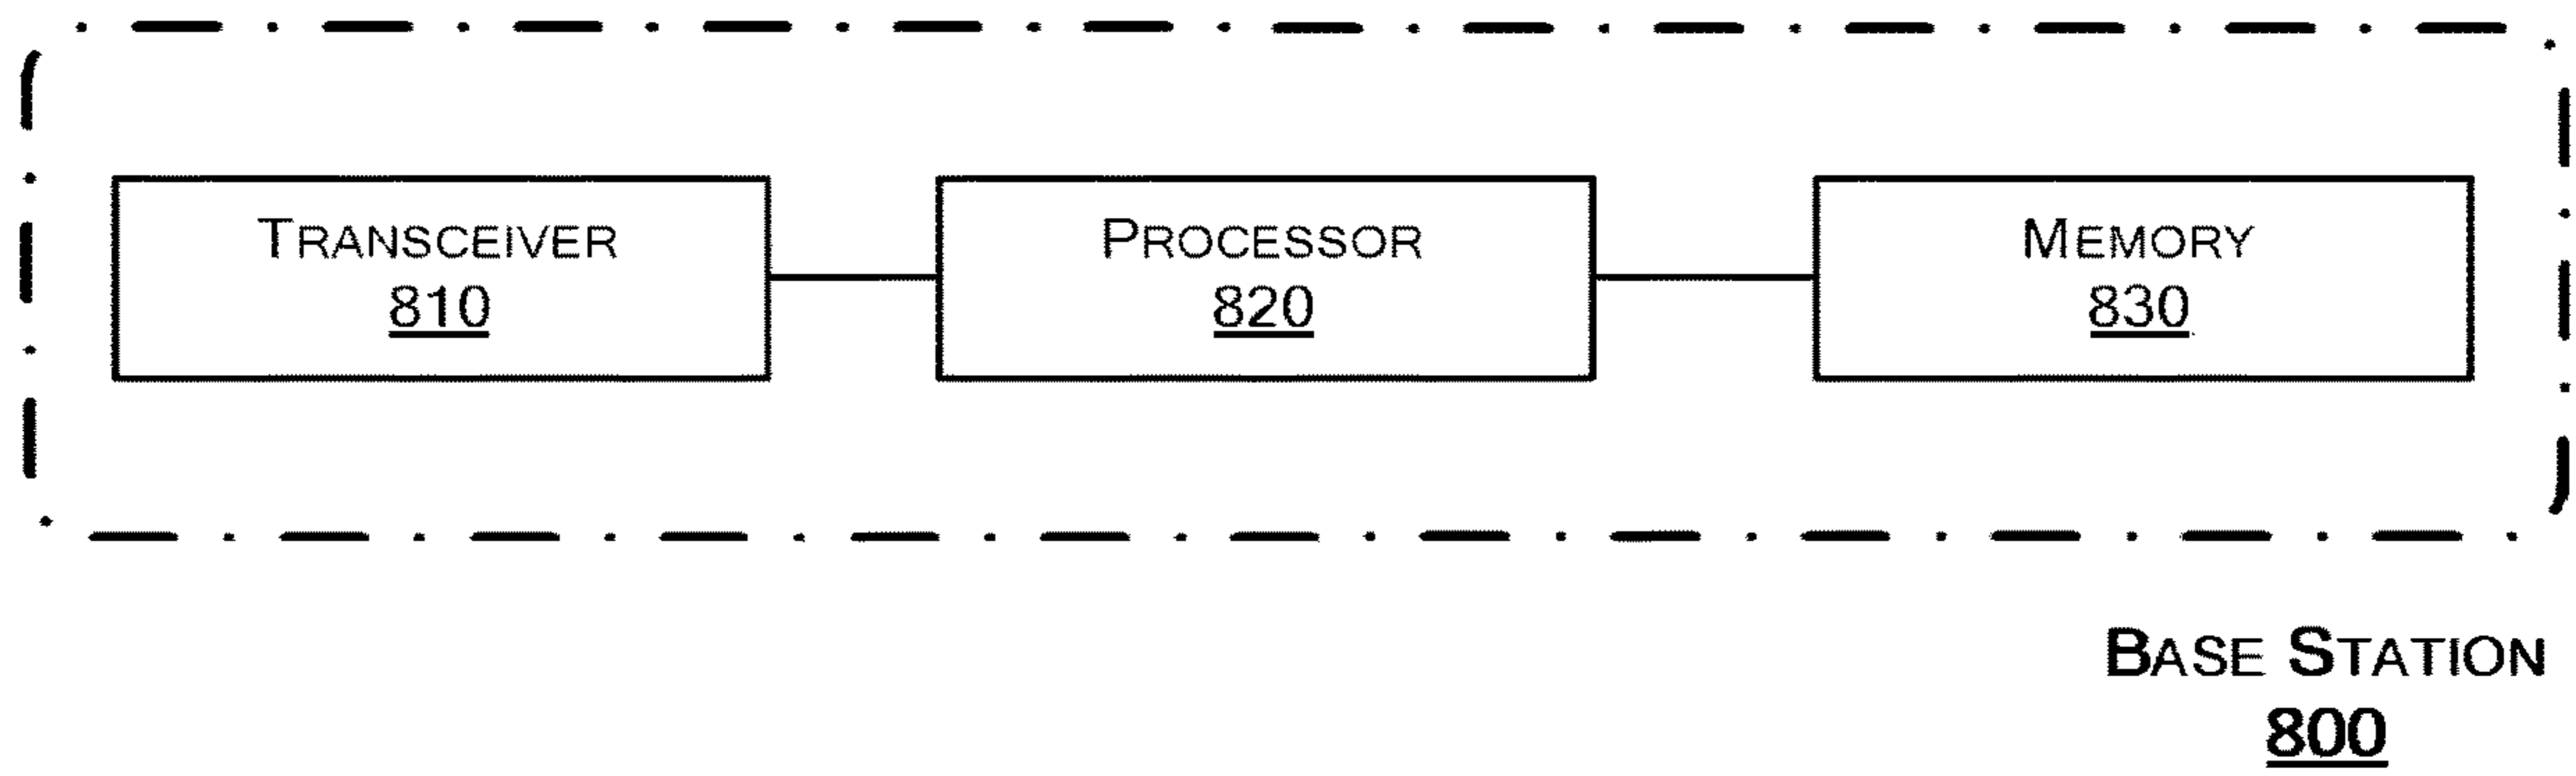 TRANSCEIVER
810
PROCESSOR
820
MEMORY
830
BASE STATION
800